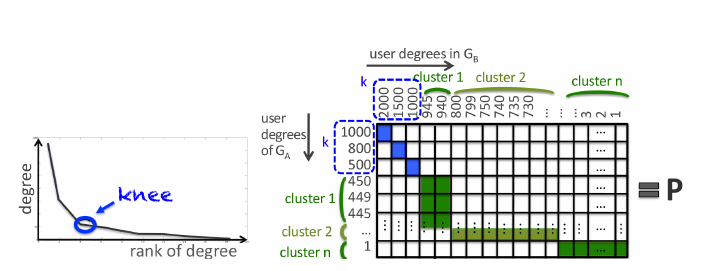 degree
knee
rank of degree
user degrees in G_B
k
cluster 1
cluster 2
cluster n
2000
1500
1000
945
940
800
799
750
740
735
730
...
...
3
2
1
user
degrees
of G_A
k
1000
800
500
cluster 1
450
449
445
cluster 2
...
cluster n
1
...
...
...
...
...
...
...
= P